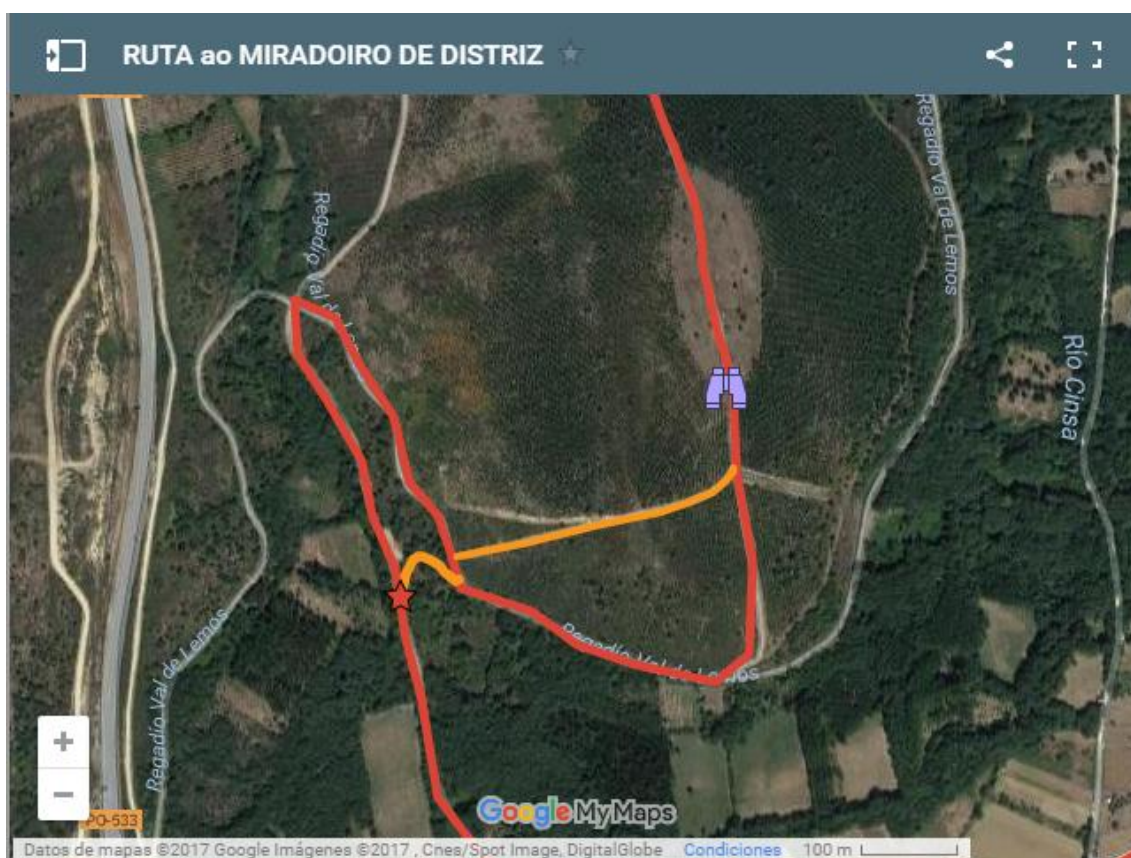 RUTA ao MIRADOIRO DE DISTRIZ
Regadío Val de Lemos
Regadío Val de Lemos
Río Cinsa
Regadío Val de Lemos
Regadío Val de Lemos
+
−
PO-533
Google My Maps
Datos de mapas ©2017 Google Imágenes ©2017 , Cnes/Spot Image, DigitalGlobe Condiciones 100 m